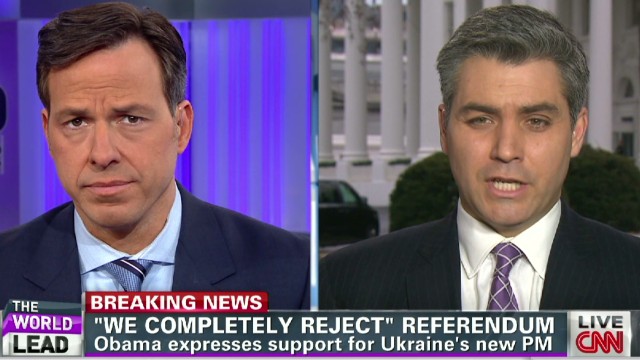 BREAKING NEWS
THE
WORLD
LEAD
"WE COMPLETELY REJECT" REFERENDUM
Obama expresses support for Ukraine's new PM
LIVE
CNN